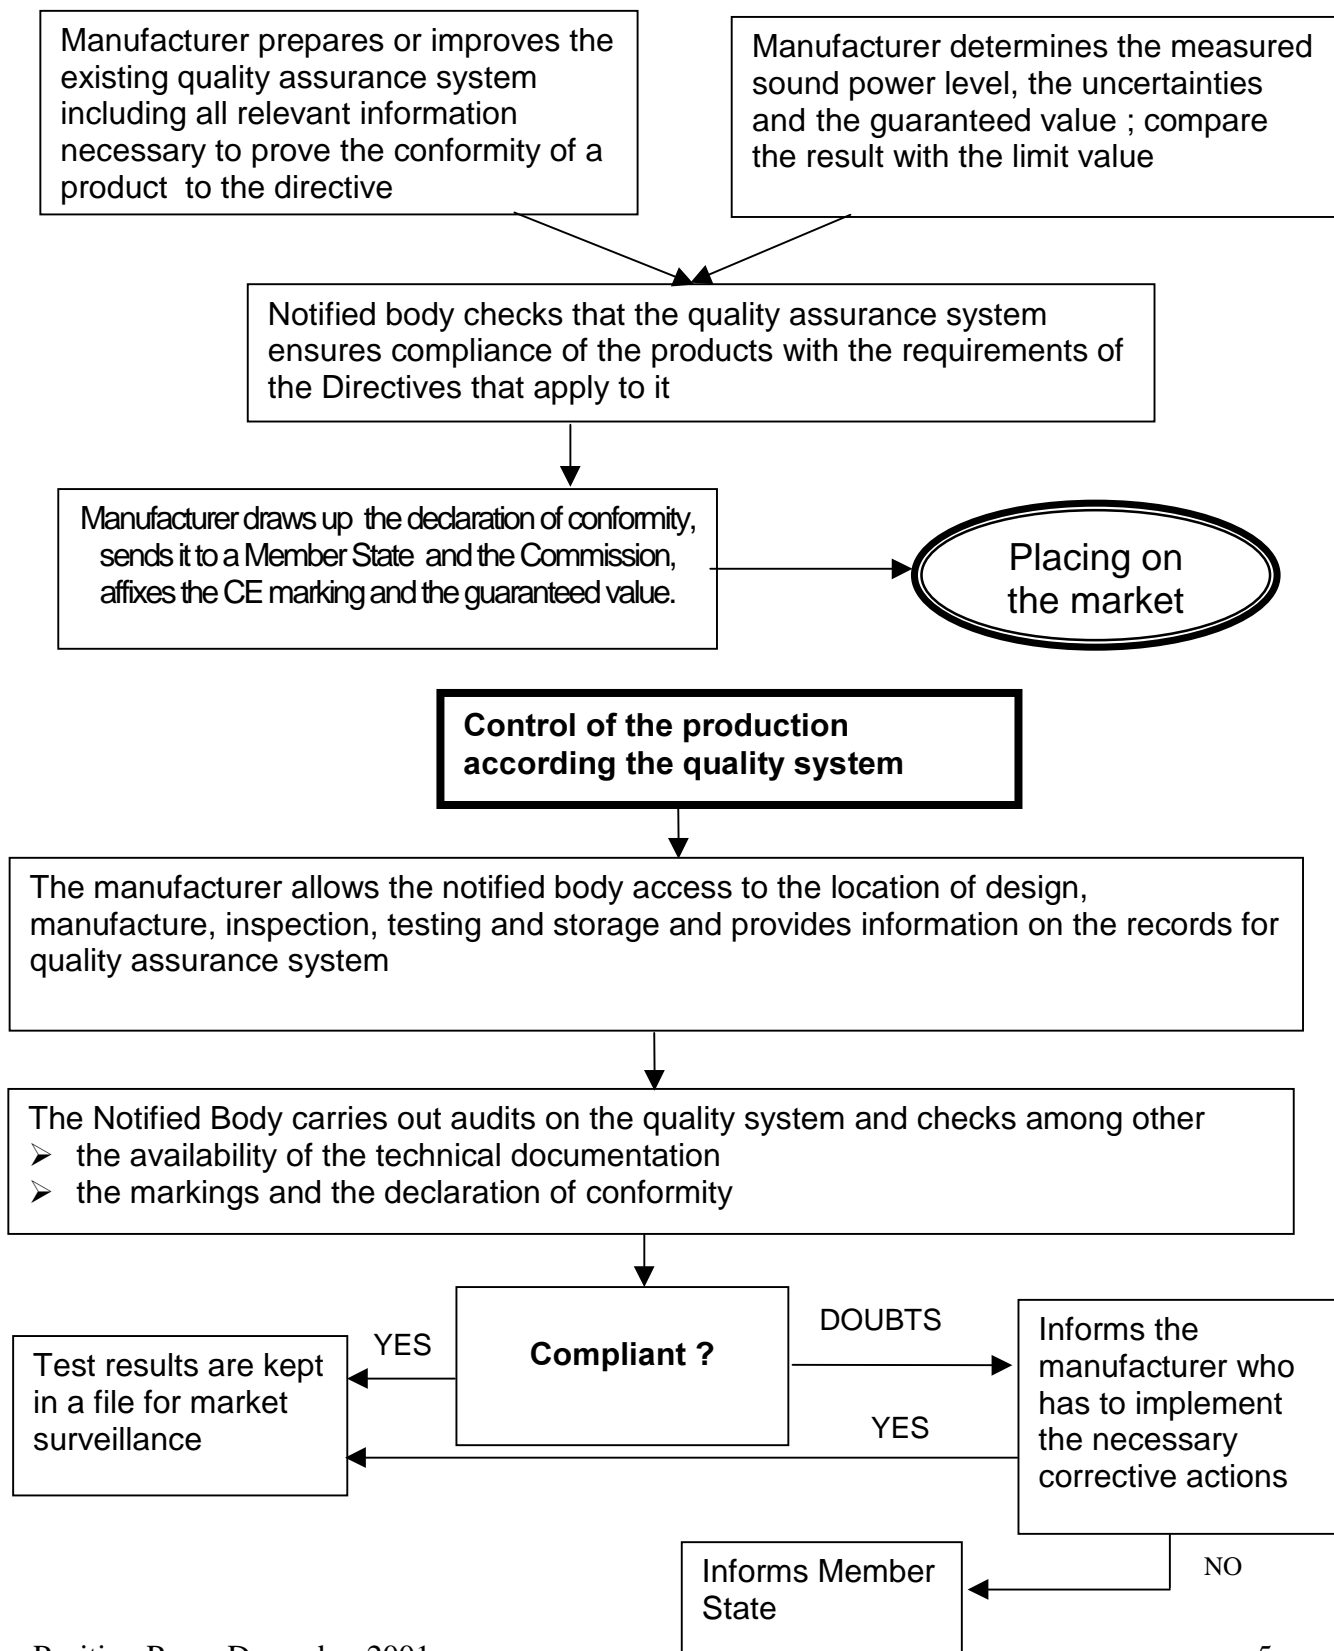 Manufacturer prepares or improves the
existing quality assurance system
including all relevant information
necessary to prove the conformity of a
product to the directive
Manufacturer determines the measured
sound power level, the uncertainties
and the guaranteed value ; compare
the result with the limit value
Notified body checks that the quality assurance system
ensures compliance of the products with the requirements of
the Directives that apply to it
Manufacturer draws up the declaration of conformity,
sends it to a Member State and the Commission,
affixes the CE marking and the guaranteed value.
Placing on
the market
Control of the production
according the quality system
The manufacturer allows the notified body access to the location of design,
manufacture, inspection, testing and storage and provides information on the records for
quality assurance system
The Notified Body carries out audits on the quality system and checks among other
➢ the availability of the technical documentation
➢ the markings and the declaration of conformity
Compliant ?
YES
DOUBTS
Test results are kept
in a file for market
surveillance
Informs the
manufacturer who
has to implement
the necessary
corrective actions
YES
NO
Informs Member
State
December 2001